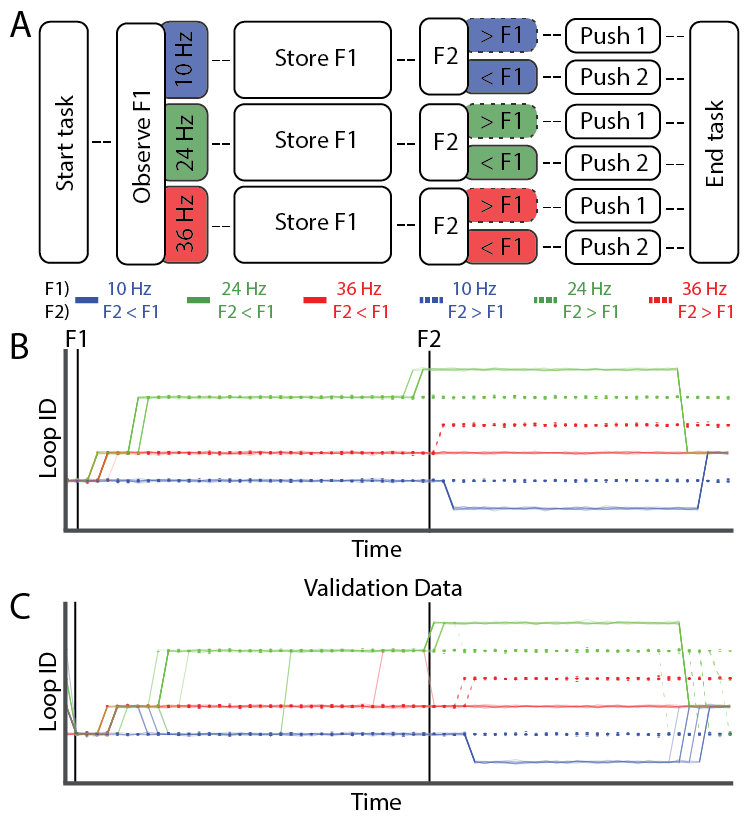 A
Start task
Observe F1
10 Hz
Store F1
F2
> F1
Push 1
< F1
Push 2
24 Hz
Store F1
F2
> F1
Push 1
< F1
Push 2
36 Hz
Store F1
F2
> F1
Push 1
< F1
Push 2
End task
F1) 10 Hz 24 Hz 36 Hz 10 Hz 24 Hz 36 Hz
F2) F2 < F1 F2 < F1 F2 < F1 F2 > F1 F2 > F1 F2 > F1
B
F1 F2
Loop ID
Time
Validation Data
C
Loop ID
Time